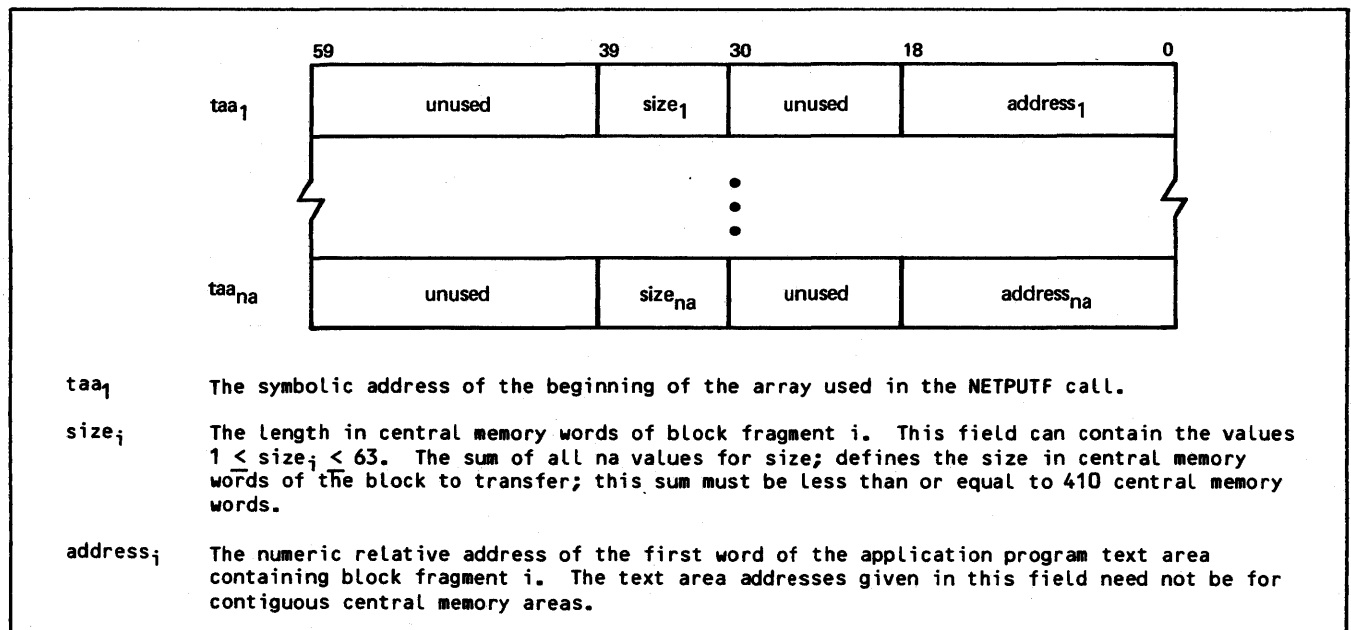 59 39 30 18 0
taa1 unused size1 unused address1
taana unused sizena unused addressna
taa1 The symbolic address of the beginning of the array used in the NETPUTF call.
sizei The length in central memory words of block fragment i. This field can contain the values
1 ≤ sizei ≤ 63. The sum of all na values for size; defines the size in central memory
words of the block to transfer; this sum must be less than or equal to 410 central memory
words.
addressi The numeric relative address of the first word of the application program text area
containing block fragment i. The text area addresses given in this field need not be for
contiguous central memory areas.